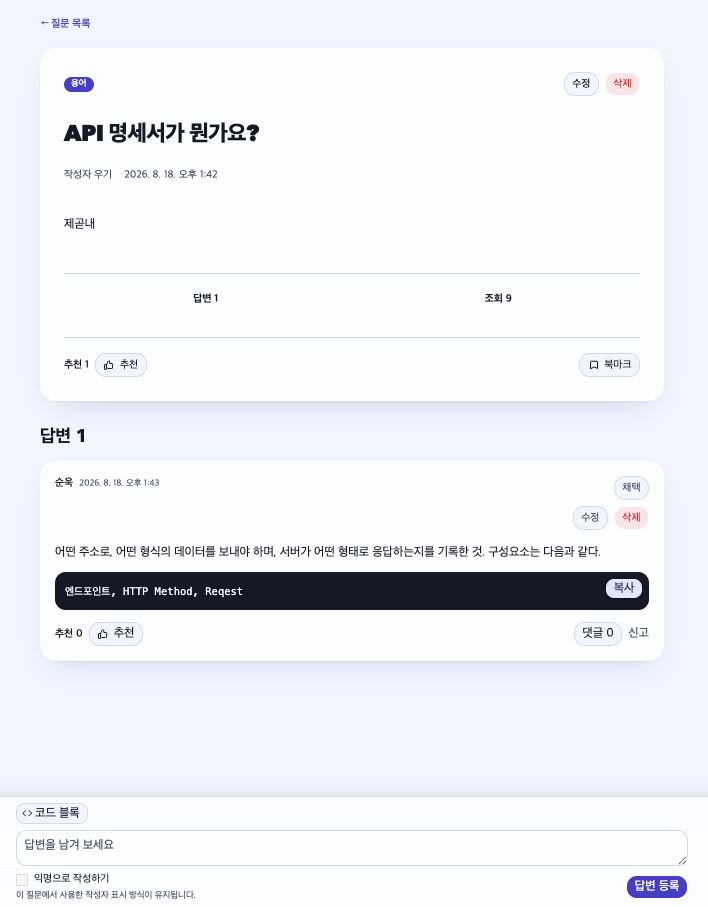 ← 질문 목록
용어
수정 삭제
API 명세서가 뭔가요?
작성자 우기 2026. 8. 18. 오후 1:42
제곧내
답변 1 조회 9
추천 1 추천 북마크
답변 1
순욱 2026. 8. 18. 오후 1:43 채택
수정 삭제
어떤 주소로, 어떤 형식의 데이터를 보내야 하며, 서버가 어떤 형태로 응답하는지를 기록한 것. 구성요소는 다음과 같다.
엔드포인트, HTTP Method, Reqest 복사
추천 0 추천 댓글 0 신고
<> 코드 블록
답변을 남겨 보세요
익명으로 작성하기
이 질문에서 사용한 작성자 표시 방식이 유지됩니다.
답변 등록